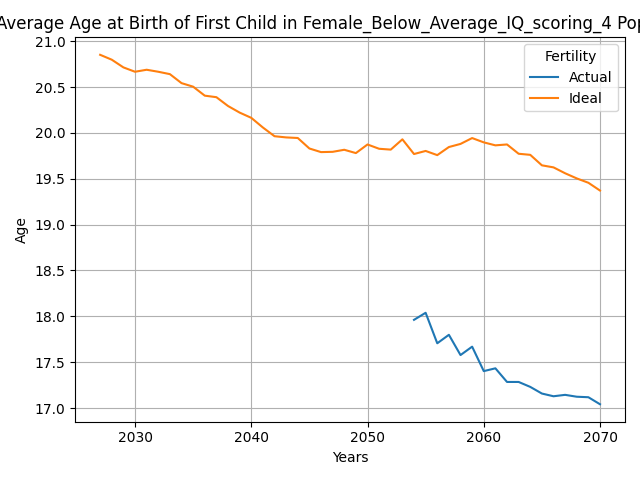 Average Age at Birth of First Child in Female_Below_Average_IQ_scoring_4 Pop
21.0
20.5
20.0
19.5
19.0
18.5
18.0
17.5
17.0
Age
Fertility
Actual
Ideal
2030 2040 2050 2060 2070
Years